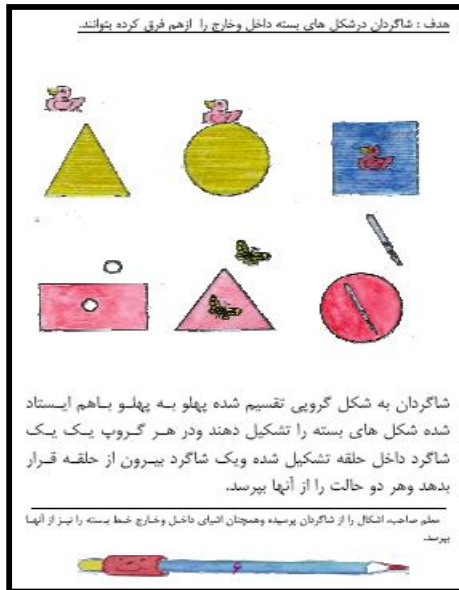 هدف : شاگردان درشکل های بسته داخل وخارج را ازهم فرق کرده بتوانند.
شاگردان به شکل گروپی تقسیم شده پهلو به پهلو باهم ایستاد
شده شکل های بسته را تشکیل دهند ودر هر گروپ یک یک
شاگرد داخل حلقه تشکیل شده ویک شاگرد بیرون از حلقه قرار
بدهد وهر دو حالت را از آنها بپرسد.
معلم صاحب، اشکال را از شاگردان پرسیده وهمچنان اشیای داخل وخارج خط بسته را نیز از آنها
بپرسد.
۶